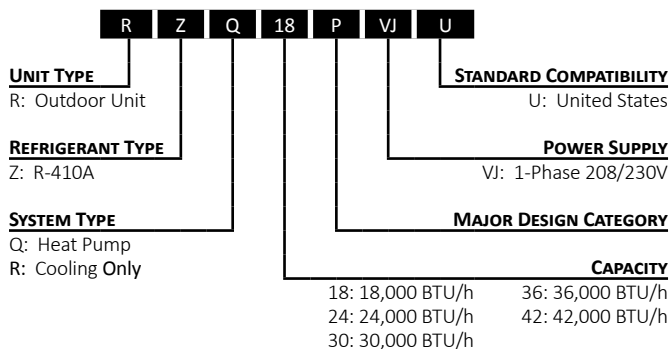 R Z Q 18 P VJ U
UNIT TYPE
R: Outdoor Unit
STANDARD COMPATIBILITY
U: United States
REFRIGERANT TYPE
Z: R-410A
POWER SUPPLY
VJ: 1-Phase 208/230V
SYSTEM TYPE
Q: Heat Pump
R: Cooling Only
MAJOR DESIGN CATEGORY
CAPACITY
18: 18,000 BTU/h 36: 36,000 BTU/h
24: 24,000 BTU/h 42: 42,000 BTU/h
30: 30,000 BTU/h